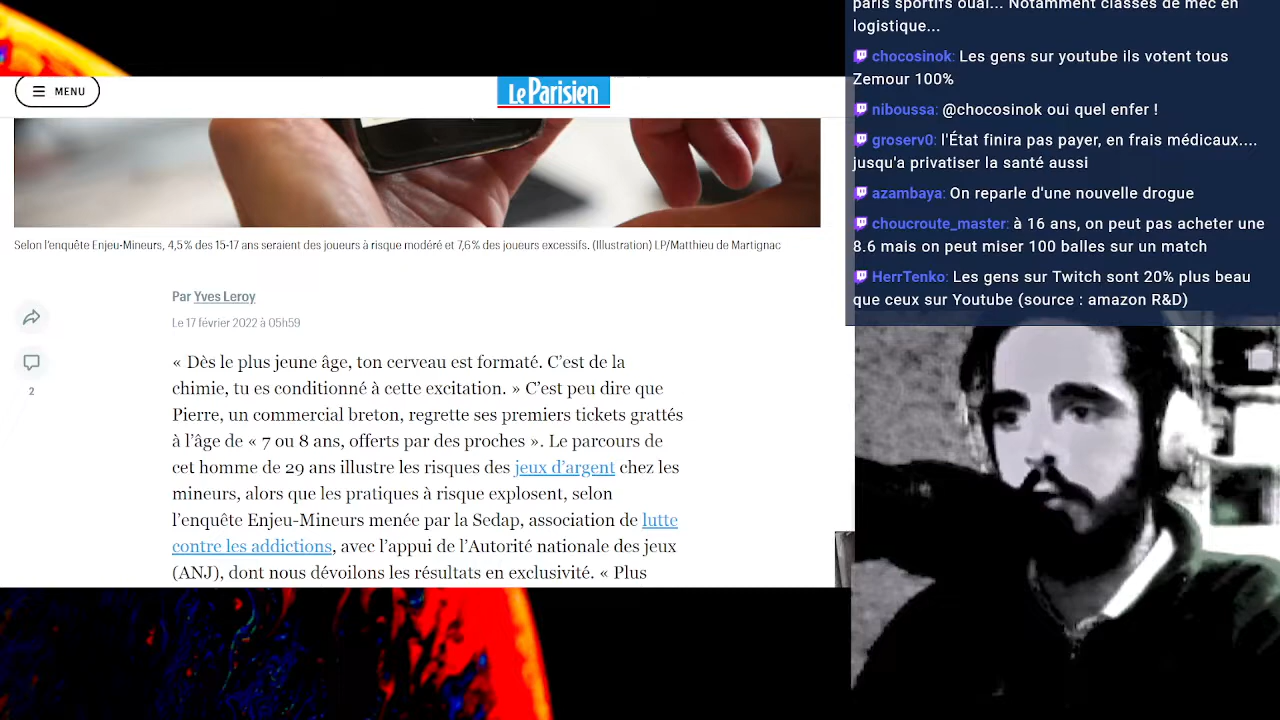 MENU
Le Parisien
Selon l'enquête Enjeu-Mineurs, 4,5% des 15-17 ans seraient des joueurs à risque modéré et 7,6% des joueurs excessifs. (Illustration) LP/Matthieu de Martignac
Par Yves Leroy
Le 17 février 2022 à 05h59
2
« Dès le plus jeune âge, ton cerveau est formaté. C'est de la
chimie, tu es conditionné à cette excitation. » C'est peu dire que
Pierre, un commercial breton, regrette ses premiers tickets grattés
à l'âge de « 7 ou 8 ans, offerts par des proches ». Le parcours de
cet homme de 29 ans illustre les risques des jeux d'argent chez les
mineurs, alors que les pratiques à risque explosent, selon
l'enquête Enjeu-Mineurs menée par la Sedap, association de lutte
contre les addictions, avec l'appui de l'Autorité nationale des jeux
(ANJ), dont nous dévoilons les résultats en exclusivité. « Plus
paris sportifs ouai... Notamment classes de mec en
logistique...
chocosinok: Les gens sur youtube ils votent tous
Zemour 100%
niboussa: @chocosinok oui quel enfer !
groserv0: l'État finira pas payer, en frais médicaux....
jusqu'a privatiser la santé aussi
azambaya: On reparle d'une nouvelle drogue
choucroute_master: à 16 ans, on peut pas acheter une
8.6 mais on peut miser 100 balles sur un match
HerrTenko: Les gens sur Twitch sont 20% plus beau
que ceux sur Youtube (source : amazon R&D)